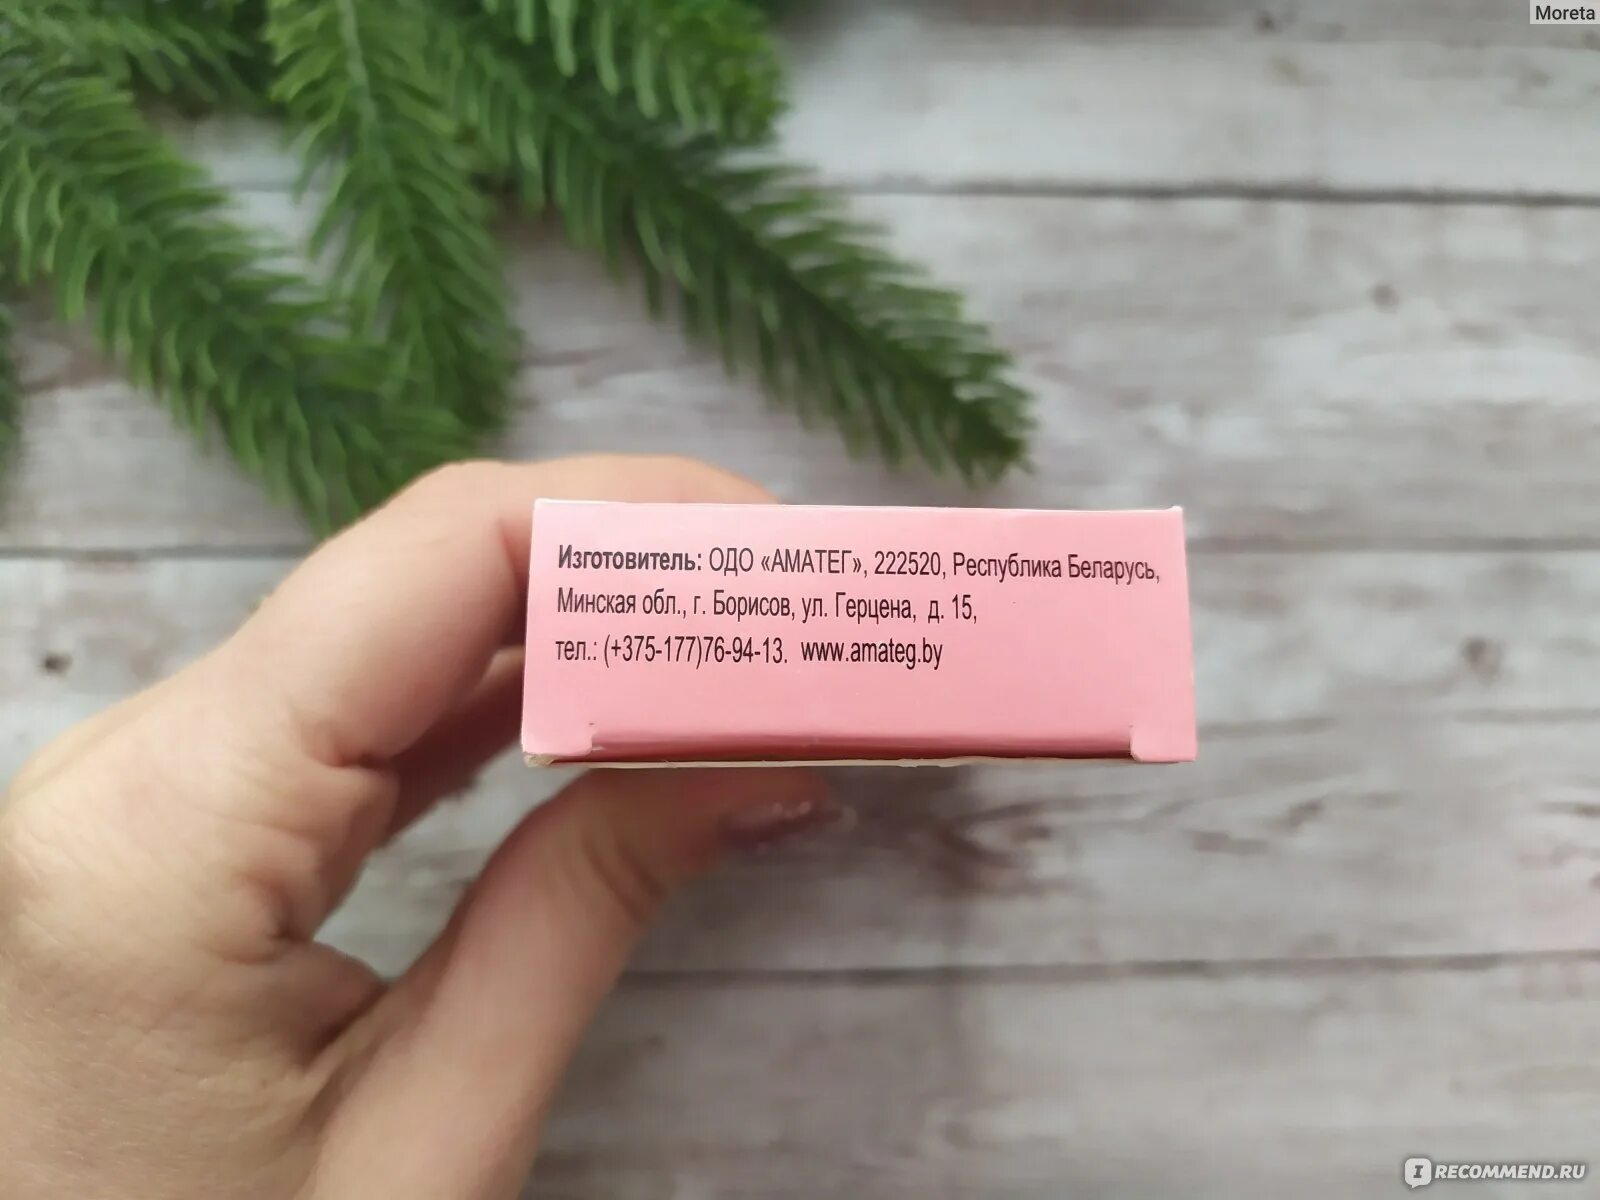 Moreta
Изготовитель: ОДО «АМАТЕГ», 222520, Республика Беларусь,
Минская обл., г. Борисов, ул. Герцена, д. 15,
тел.: (+375-177)76-94-13. www.amateg.by
IRECOMMEND.RU